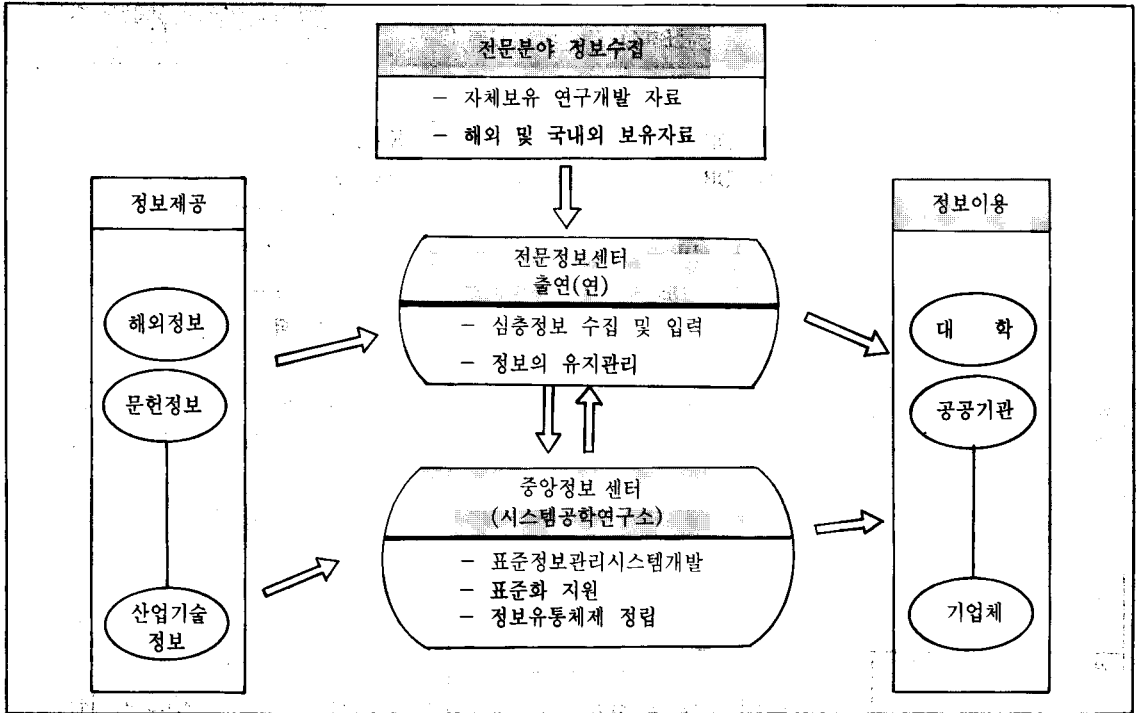 전문분야 정보수집
- 자체보유 연구개발 자료
- 해외 및 국내외 보유자료
정보제공
해외정보
문헌정보
산업기술
정보
전문정보센터
출연(연)
- 심층정보 수집 및 입력
- 정보의 유지관리
중앙정보 센터
(시스템공학연구소)
- 표준정보관리시스템개발
- 표준화 지원
- 정보유통체제 정립
정보이용
대 학
공공기관
기업체